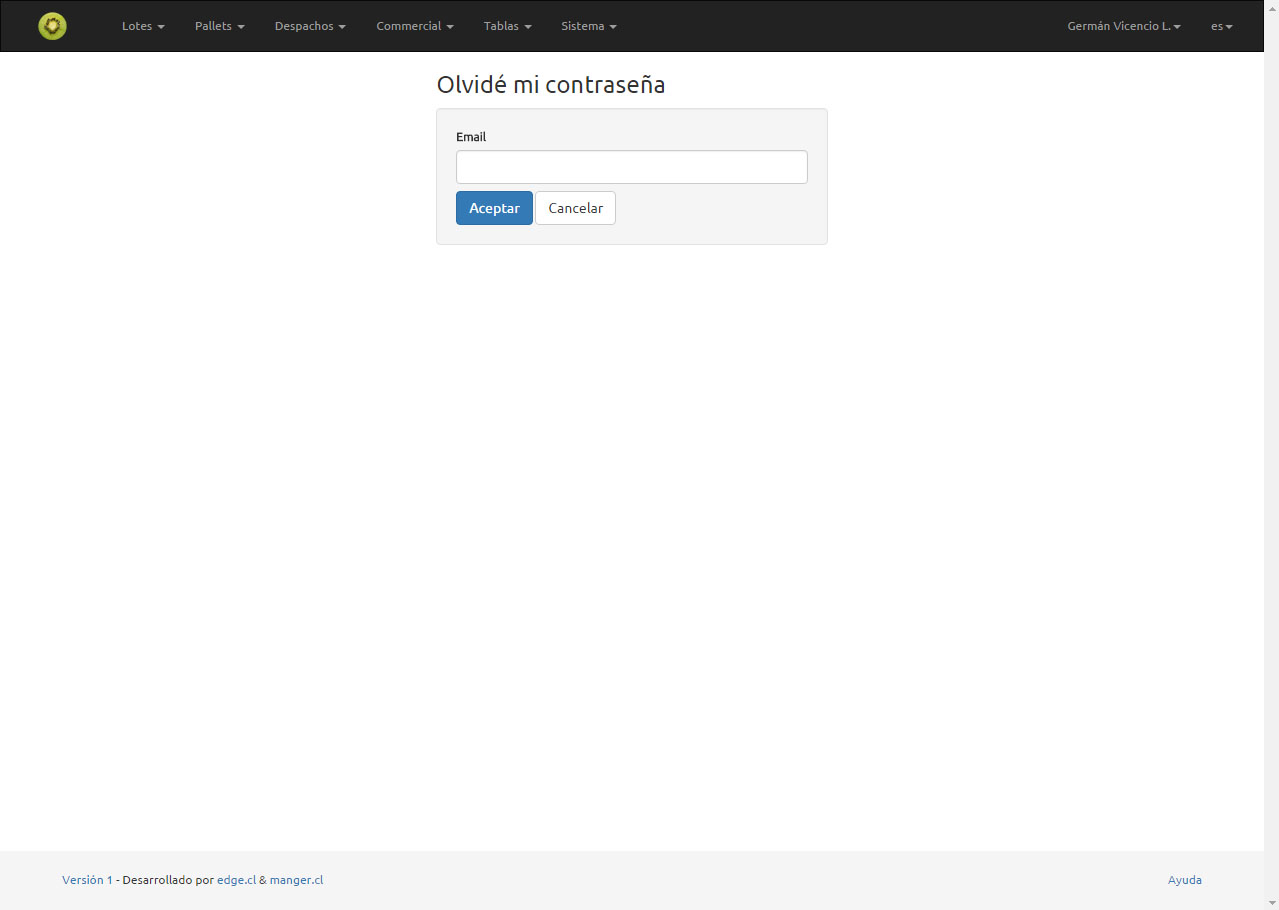 Lotes Pallets Despachos Commercial Tablas Sistema Germán Vicencio L. es
Olvidé mi contraseña
Email
Aceptar Cancelar
Versión 1 - Desarrollado por edge.cl & manger.cl Ayuda